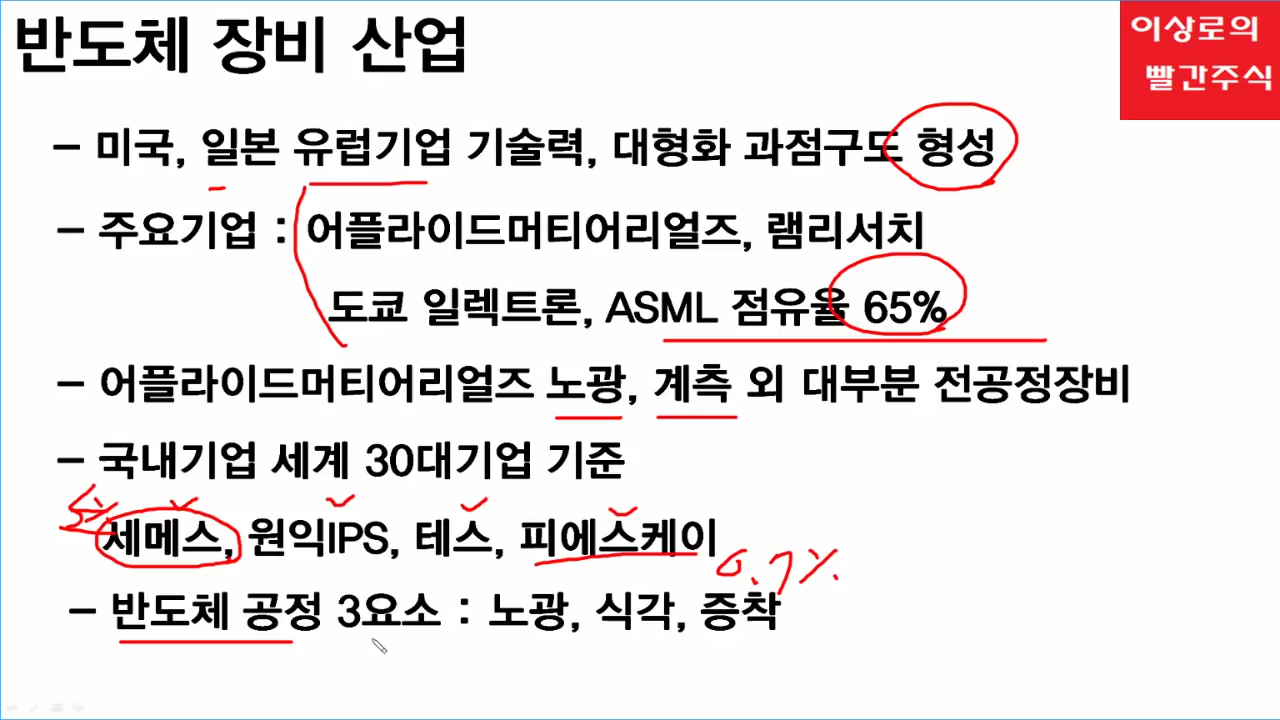 반도체 장비 산업
이상로의
빨간주식
– 미국, 일본 유럽기업 기술력, 대형화 과점구도 형성
– 주요기업 : 어플라이드머티어리얼즈, 램리서치
도쿄 일렉트론, ASML 점유율 65%
– 어플라이드머티어리얼즈 노광, 계측 외 대부분 전공정장비
– 국내기업 세계 30대기업 기준
세메스, 원익IPS, 테스, 피에스케이
0.7%
– 반도체 공정 3요소 : 노광, 식각, 증착